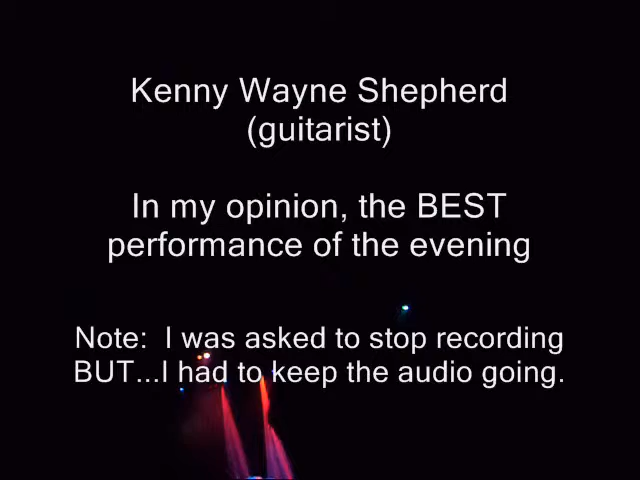 Kenny Wayne Shepherd
(guitarist)
In my opinion, the BEST
performance of the evening
Note:  I was asked to stop recording
BUT...I had to keep the audio going.